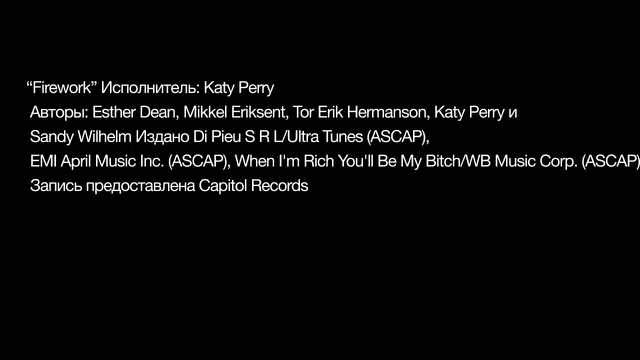 “Firework” Исполнитель: Katy Perry
Авторы: Esther Dean, Mikkel Eriksent, Tor Erik Hermanson, Katy Perry и
Sandy Wilhelm Издано Di Pieu S R L/Ultra Tunes (ASCAP),
EMI April Music Inc. (ASCAP), When I'm Rich You'll Be My Bitch/WB Music Corp. (ASCAP)
Запись предоставлена Capitol Records